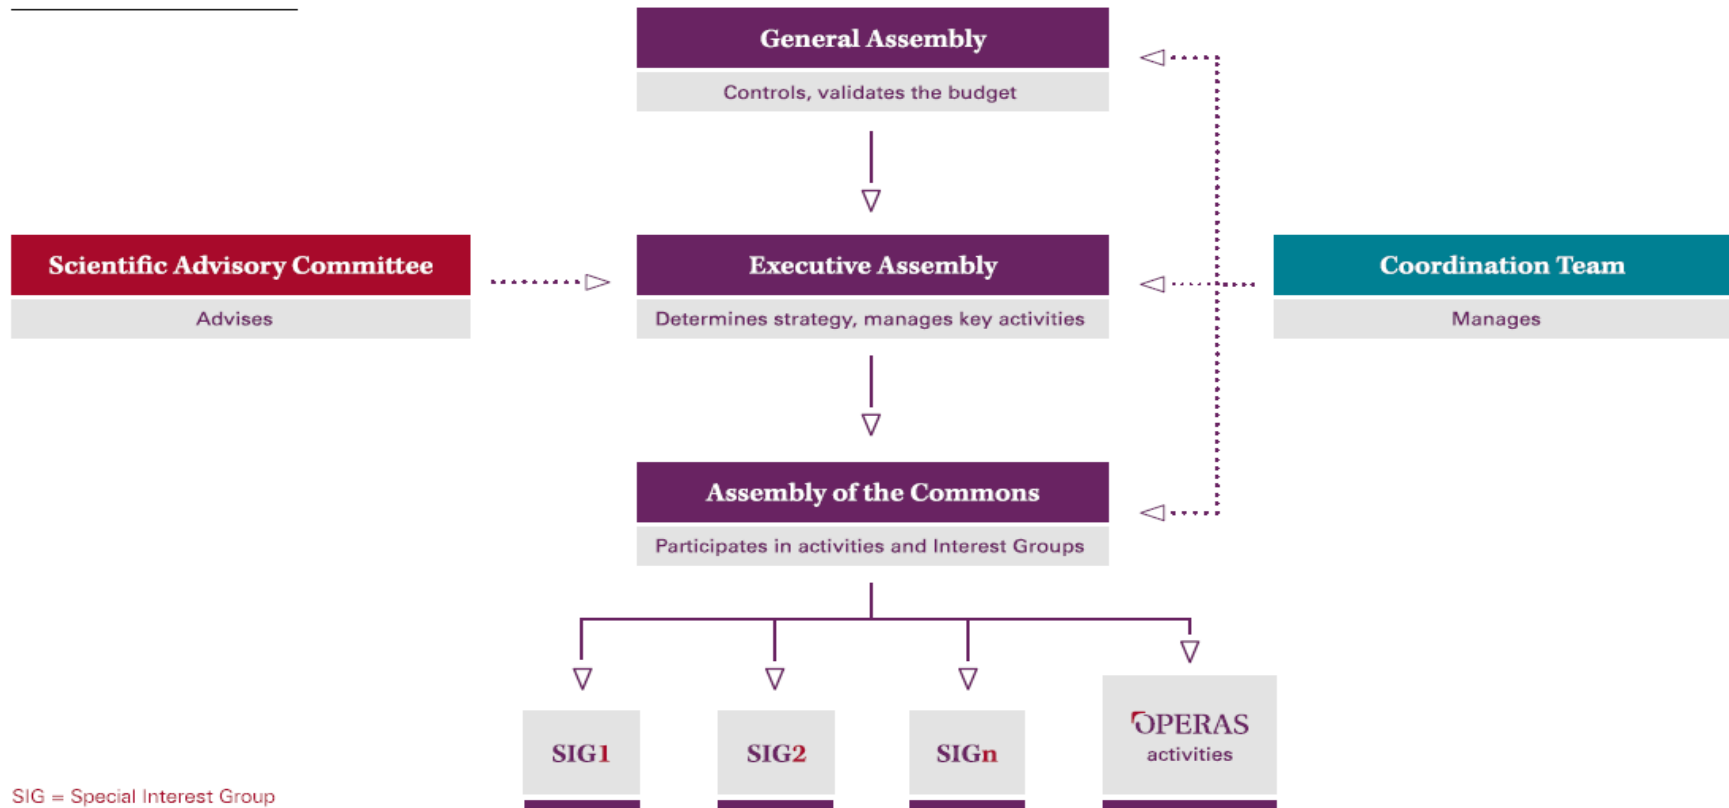 General Assembly
Controls, validates the budget
Scientific Advisory Committee
Advises
Executive Assembly
Determines strategy, manages key activities
Coordination Team
Manages
Assembly of the Commons
Participates in activities and Interest Groups
SIG1
SIG2
SIGn
OPERAS
activities
SIG = Special Interest Group